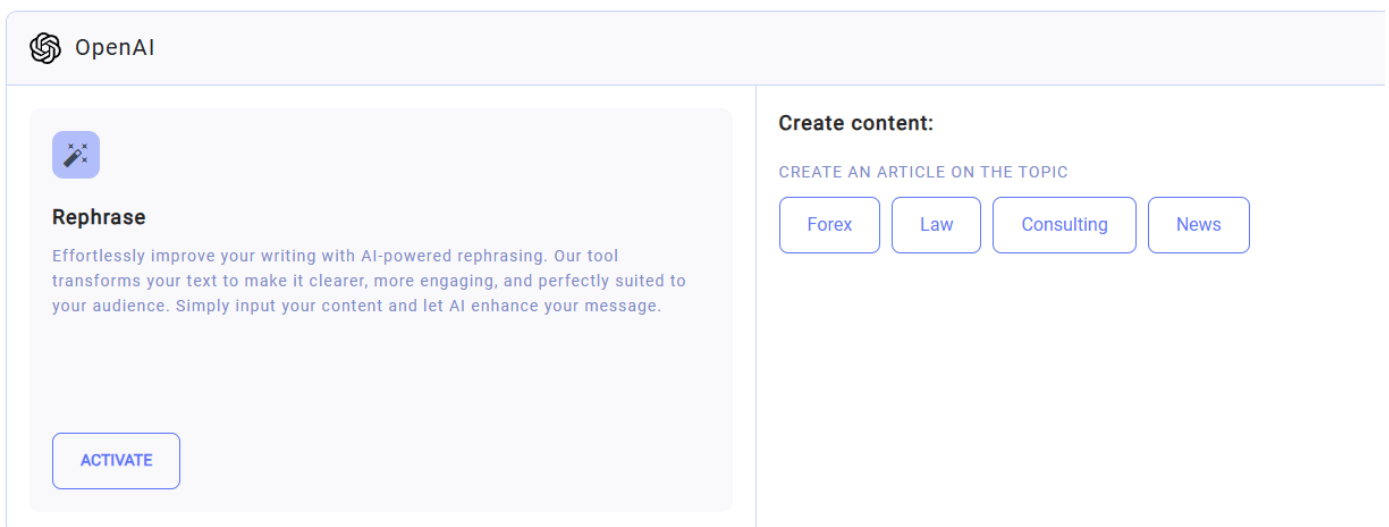 OpenAI
Rephrase
Effortlessly improve your writing with AI-powered rephrasing. Our tool
transforms your text to make it clearer, more engaging, and perfectly suited to
your audience. Simply input your content and let AI enhance your message.
ACTIVATE
Create content:
CREATE AN ARTICLE ON THE TOPIC
Forex Law Consulting News